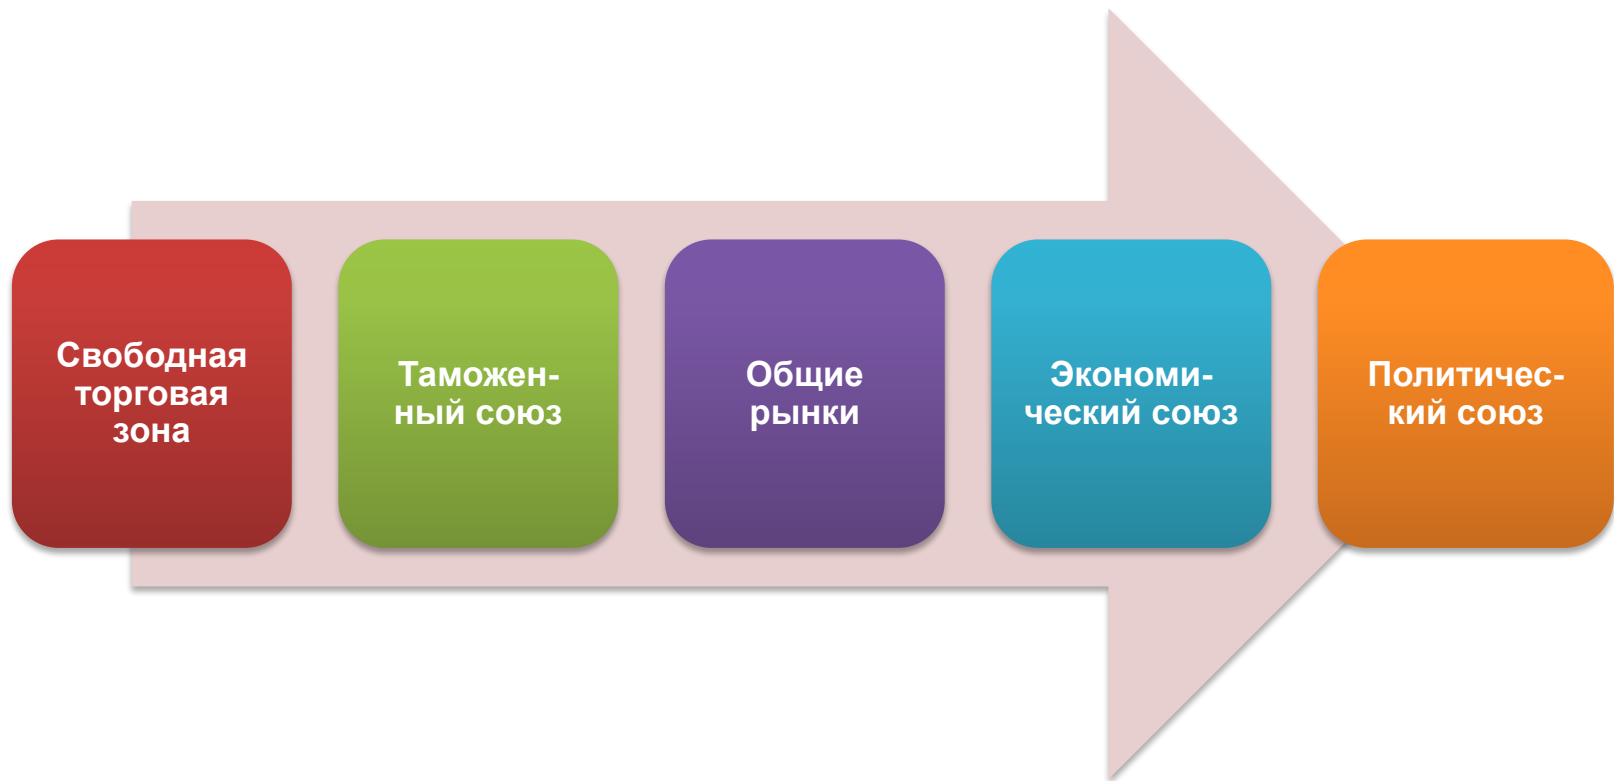 Свободная
торговая
зона
Таможен-
ный союз
Общие
рынки
Экономи-
ческий союз
Политичес-
кий союз